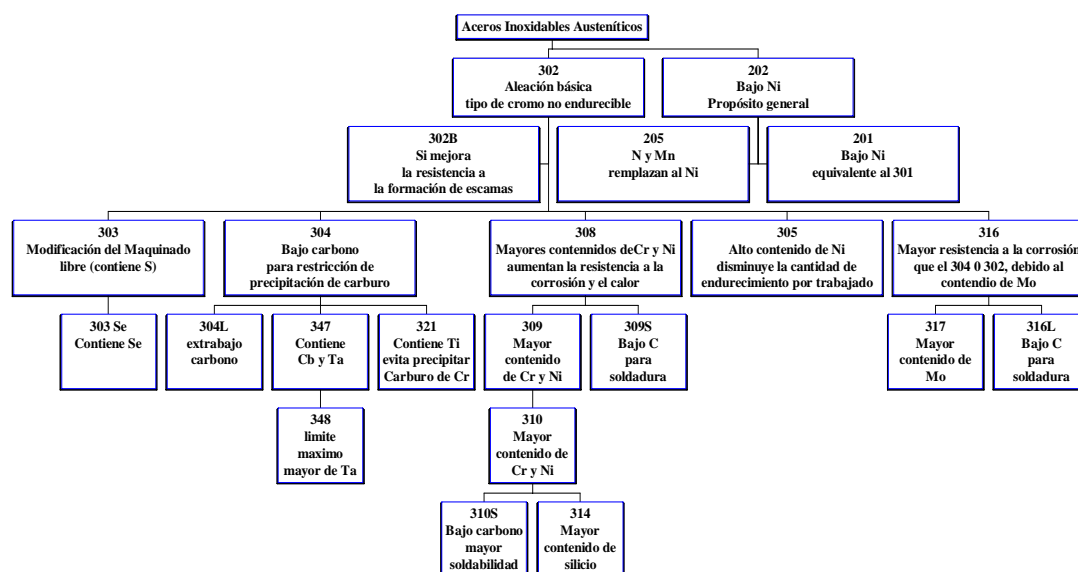 Aceros Inoxidables Austeníticos
302
Aleación básica
tipo de cromo no endurecible
202
Bajo Ni
Propósito general
302B
Si mejora
la resistencia a
la formación de escamas
205
N y Mn
remplazan al Ni
201
Bajo Ni
equivalente al 301
303
Modificación del Maquinado
libre (contiene S)
304
Bajo carbono
para restricción de
precipitación de carburo
308
Mayores contennidos deCr y Ni
aumentan la resistencia a la
corrosión y el calor
305
Alto contenido de Ni
disminuye la cantidad de
endurecimiento por trabajado
316
Mayor resistencia a la corrosión
que el 304 0 302, debido al
contendio de Mo
303 Se
Contiene Se
304L
extrabajo
carbono
347
Contiene
Cb y Ta
321
Contiene Ti
evita precipitar
Carburo de Cr
309
Mayor
contenido
de Cr y Ni
309S
Bajo C
para
soldadura
317
Mayor
contenido de
Mo
316L
Bajo C
para
soldadura
348
limite
maximo
mayor de Ta
310
Mayor
contenido de
Cr y Ni
310S
Bajo carbono
mayor
soldabilidad
314
Mayor
contenido de
silicio